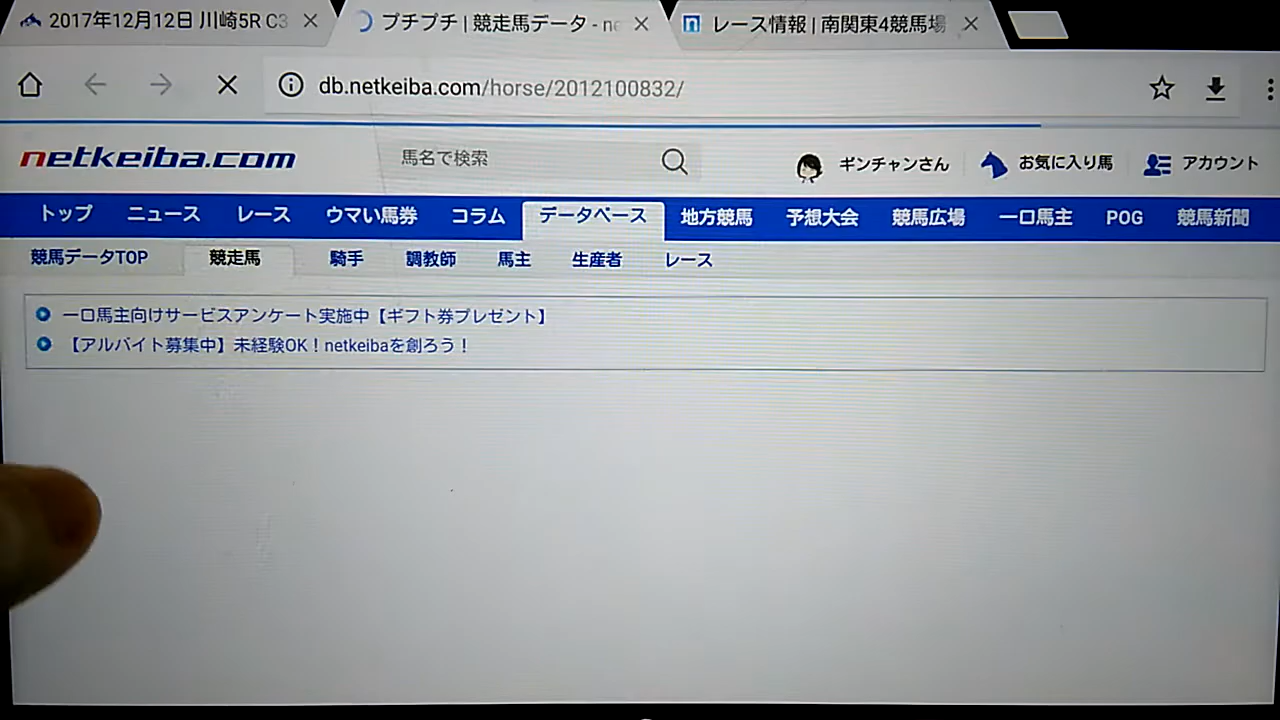 2017年12月12日 川崎5R C3
プチプチ | 競走馬データ - ne
レース情報 | 南関東4競馬場
db.netkeiba.com/horse/2012100832/
netkeiba.com
馬名で検索
ギンチャンさん
お気に入り馬
アカウント
トップ ニュース レース ウマい馬券 コラム データベース 地方競馬 予想大会 競馬広場 一口馬主 POG 競馬新聞
競馬データTOP 競走馬 騎手 調教師 馬主 生産者 レース
一口馬主向けサービスアンケート実施中【ギフト券プレゼント】
【アルバイト募集中】未経験OK！netkeibaを創ろう！